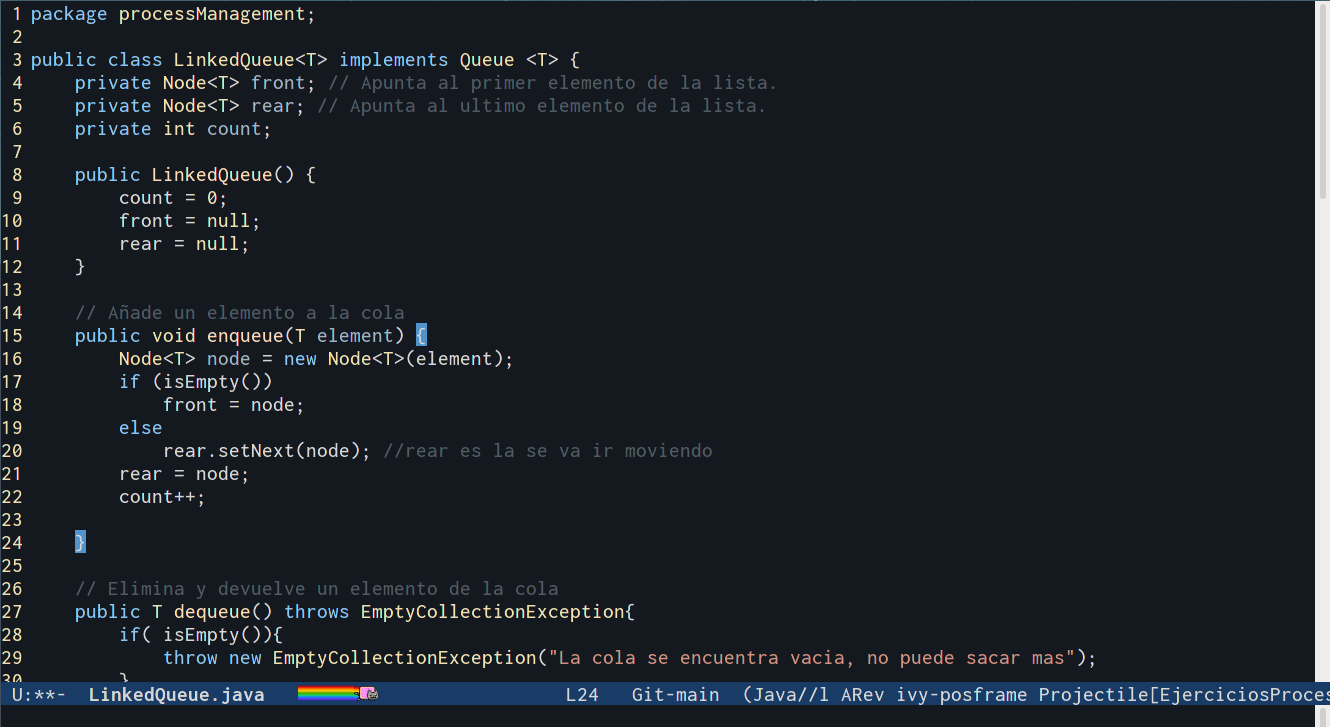 1 package processManagement;
2
3 public class LinkedQueue<T> implements Queue <T> {
4     private Node<T> front; // Apunta al primer elemento de la lista.
5     private Node<T> rear; // Apunta al ultimo elemento de la lista.
6     private int count;
7
8     public LinkedQueue() {
9         count = 0;
10         front = null;
11         rear = null;
12     }
13
14     // Añade un elemento a la cola
15     public void enqueue(T element) {
16         Node<T> node = new Node<T>(element);
17         if (isEmpty())
18             front = node;
19         else
20             rear.setNext(node); //rear es la se va ir moviendo
21         rear = node;
22         count++;
23
24     }
25
26     // Elimina y devuelve un elemento de la cola
27     public T dequeue() throws EmptyCollectionException{
28         if( isEmpty()){
29             throw new EmptyCollectionException("La cola se encuentra vacia, no puede sacar mas");
30         }
U:**-  LinkedQueue.java  L24  Git-main  (Java//l ARev ivy-posframe Projectile[EjerciciosProces